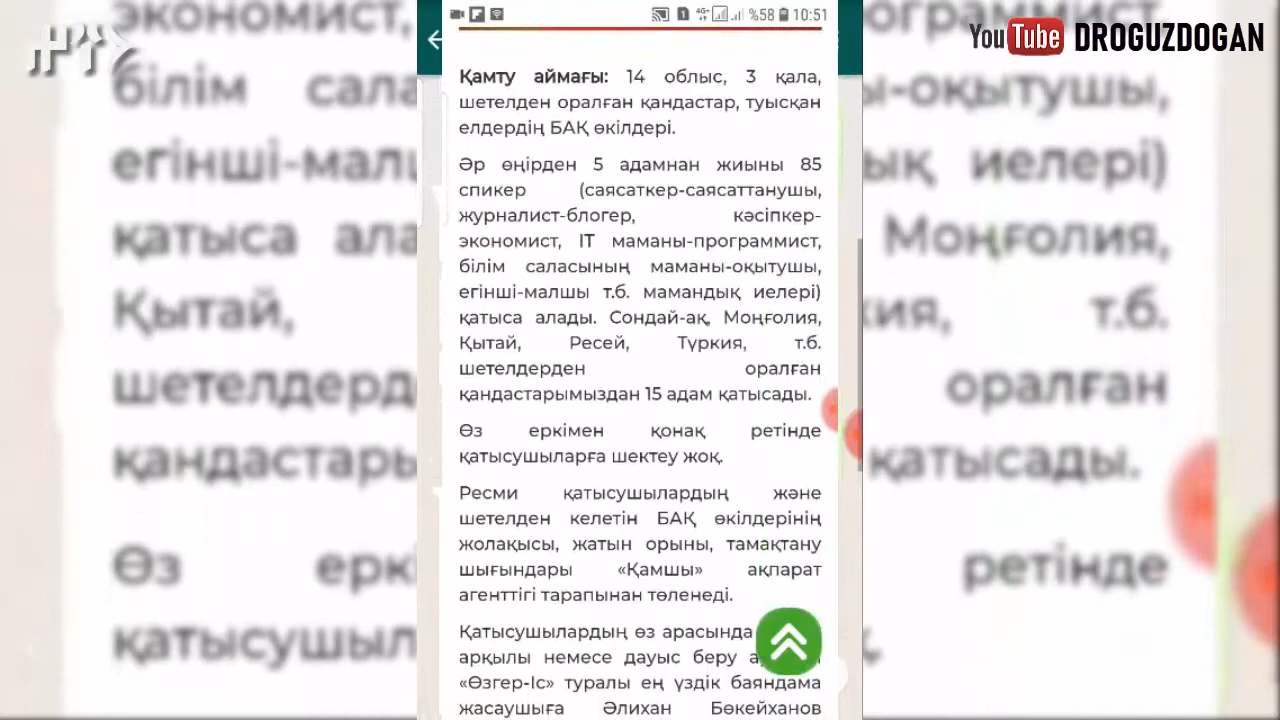 %58 10:51
YouTube DROGUZDOGAN
Қамту аймағы: 14 облыс, 3 қала,
шетелден оралған қандастар, туысқан
елдердің БАҚ өкілдері.
Әр өңірден 5 адамнан жиыны 85
спикер (саясаткер-саясаттанушы,
журналист-блогер, кәсіпкер-
экономист, IT маманы-программист,
білім саласының маманы-оқытушы,
егінші-малшы т.б. мамандық иелері)
қатыса алады. Сондай-ақ, Моңғолия,
Қытай, Ресей, Түркия, т.б.
шетелдерден оралған
қандастарымыздан 15 адам қатысады.
Өз еркімен қонақ ретінде
қатысушыларға шектеу жоқ.
Ресми қатысушылардың және
шетелден келетін БАҚ өкілдерінің
жолақысы, жатын орыны, тамақтану
шығындары «Қамшы» ақпарат
агенттігі тарапынан төленеді.
Қатысушылардың өз арасында
арқылы немесе дауыс беру
«Өзгер-Іс» туралы ең үздік баяндама
жасаушыға Әлихан Бөкейханов